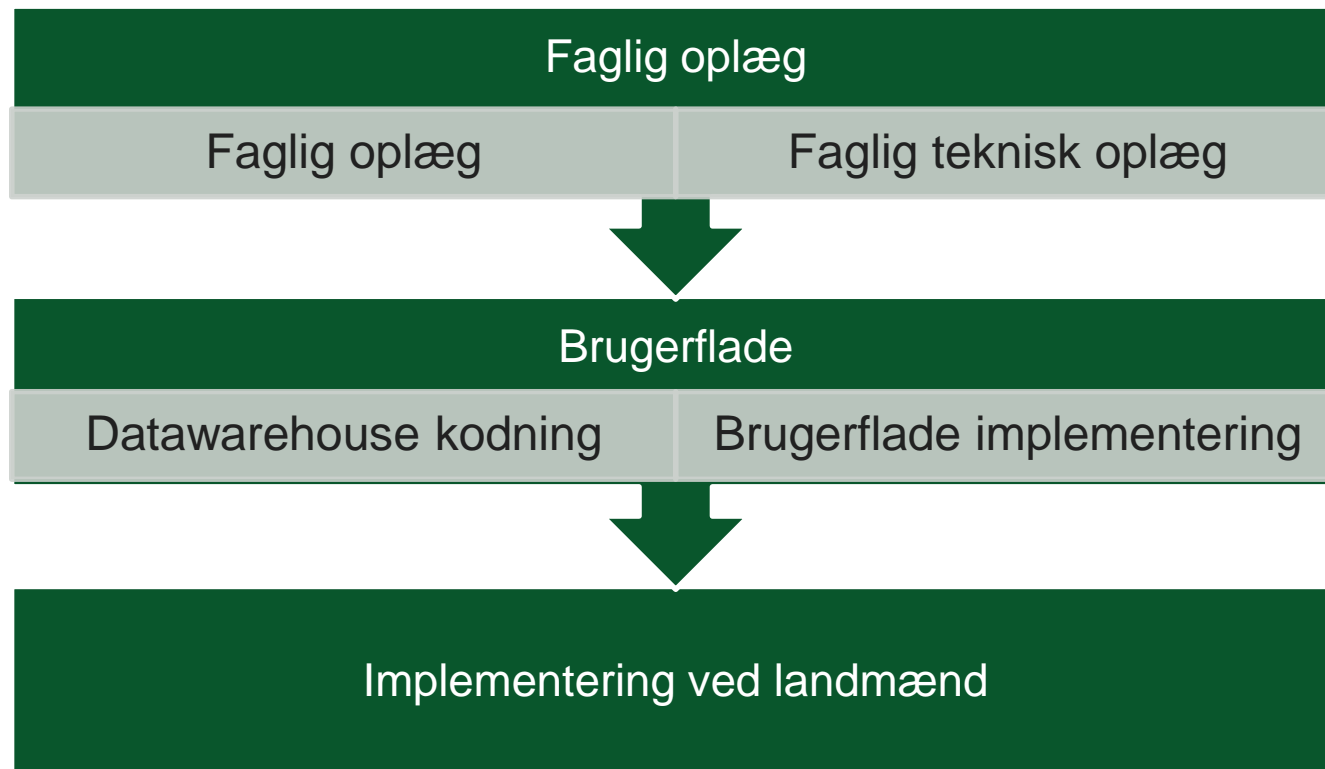 Faglig oplæg
Faglig oplæg
Faglig teknisk oplæg
Brugerflade
Datawarehouse kodning
Brugerflade implementering
Implementering ved landmænd